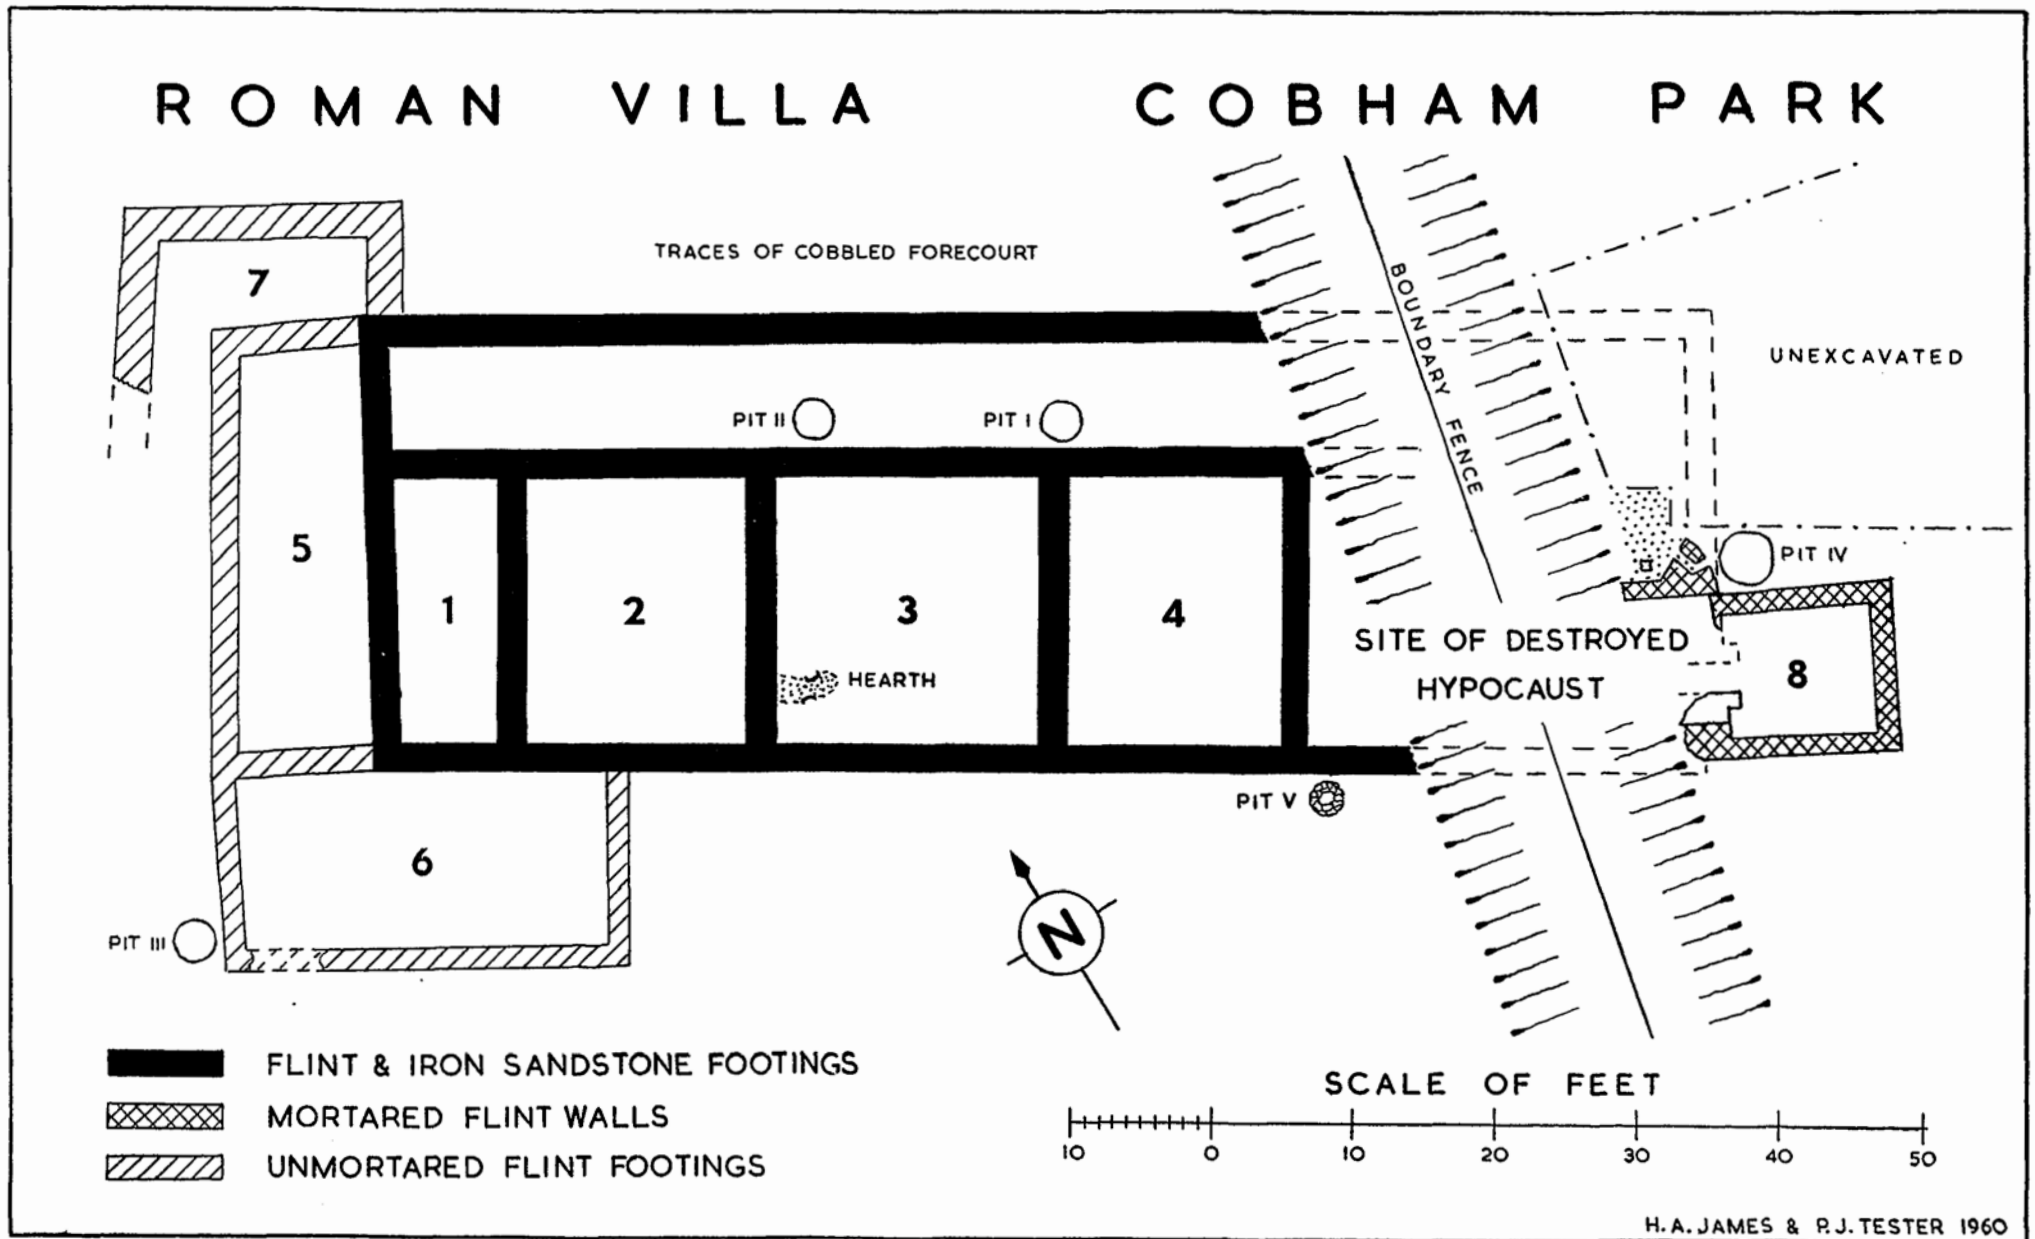 ROMAN VILLA COBHAM PARK
TRACES OF COBBLED FORECOURT
7
BOUNDARY FENCE
UNEXCAVATED
PIT II
PIT I
5
1
2
3
4
HEARTH
PIT IV
SITE OF DESTROYED
HYPOCAUST
8
PIT V
6
PIT III
N
FLINT & IRON SANDSTONE FOOTINGS
MORTARED FLINT WALLS
UNMORTARED FLINT FOOTINGS
SCALE OF FEET
10 0 10 20 30 40 50
H.A. JAMES & P.J. TESTER 1960